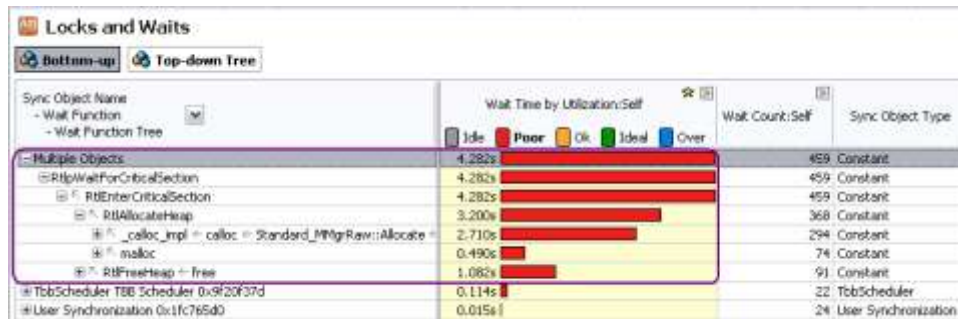 Locks and Waits
Bottom-up Top-down Tree
Sync Object Name
- Wait Function
- Wait Function Tree
Wait Time by Utilization:Self
Idle Poor Ok Ideal Over
Wait Count:Self
Sync Object Type
Multiple Objects 4.282s 459 Constant
RtlpWaitForCriticalSection 4.282s 459 Constant
RtlEnterCriticalSection 4.282s 459 Constant
RtlAllocateHeap 3.200s 368 Constant
_calloc_impl ← calloc ← Standard_MMgrRaw::Allocate ← 2.710s 294 Constant
malloc 0.490s 74 Constant
RtlFreeHeap ← free 1.082s 91 Constant
TbbScheduler TBB Scheduler 0x9f20f37d 0.114s 22 TbbScheduler
User Synchronization 0x1fc765d0 0.015s 24 User Synchronization